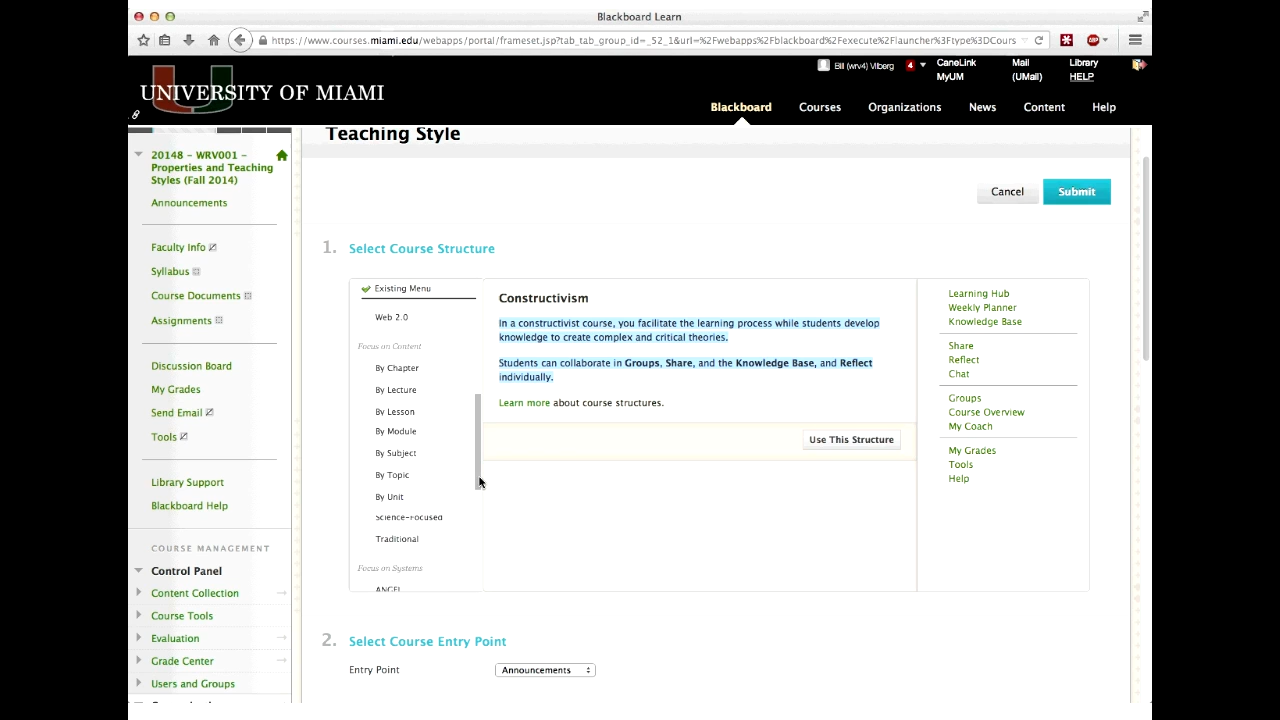 Blackboard Learn
https://www.courses.miami.edu/webapps/portal/frameset.jsp?tab_tab_group_id=_52_1&url=%2Fwebapps%2Fblackboard%2Fexecute%2Flauncher%3Ftype%3DCours
UNIVERSITY OF MIAMI
Bill (wrv4) Vilberg
4
CaneLink
MyUM
Mail
(UMail)
Library
HELP
Blackboard
Courses
Organizations
News
Content
Help
20148 - WRV001 -
Properties and Teaching
Styles (Fall 2014)
Announcements
Faculty Info
Syllabus
Course Documents
Assignments
Discussion Board
My Grades
Send Email
Tools
Library Support
Blackboard Help
COURSE MANAGEMENT
Control Panel
Content Collection
Course Tools
Evaluation
Grade Center
Users and Groups
Teaching Style
Cancel
Submit
1. Select Course Structure
Existing Menu
Web 2.0
Focus on Content
By Chapter
By Lecture
By Lesson
By Module
By Subject
By Topic
By Unit
Science-Focused
Traditional
Focus on Systems
ANGEL
Constructivism
In a constructivist course, you facilitate the learning process while students develop
knowledge to create complex and critical theories.
Students can collaborate in Groups, Share, and the Knowledge Base, and Reflect
individually.
Learn more about course structures.
Use This Structure
Learning Hub
Weekly Planner
Knowledge Base
Share
Reflect
Chat
Groups
Course Overview
My Coach
My Grades
Tools
Help
2. Select Course Entry Point
Entry Point
Announcements